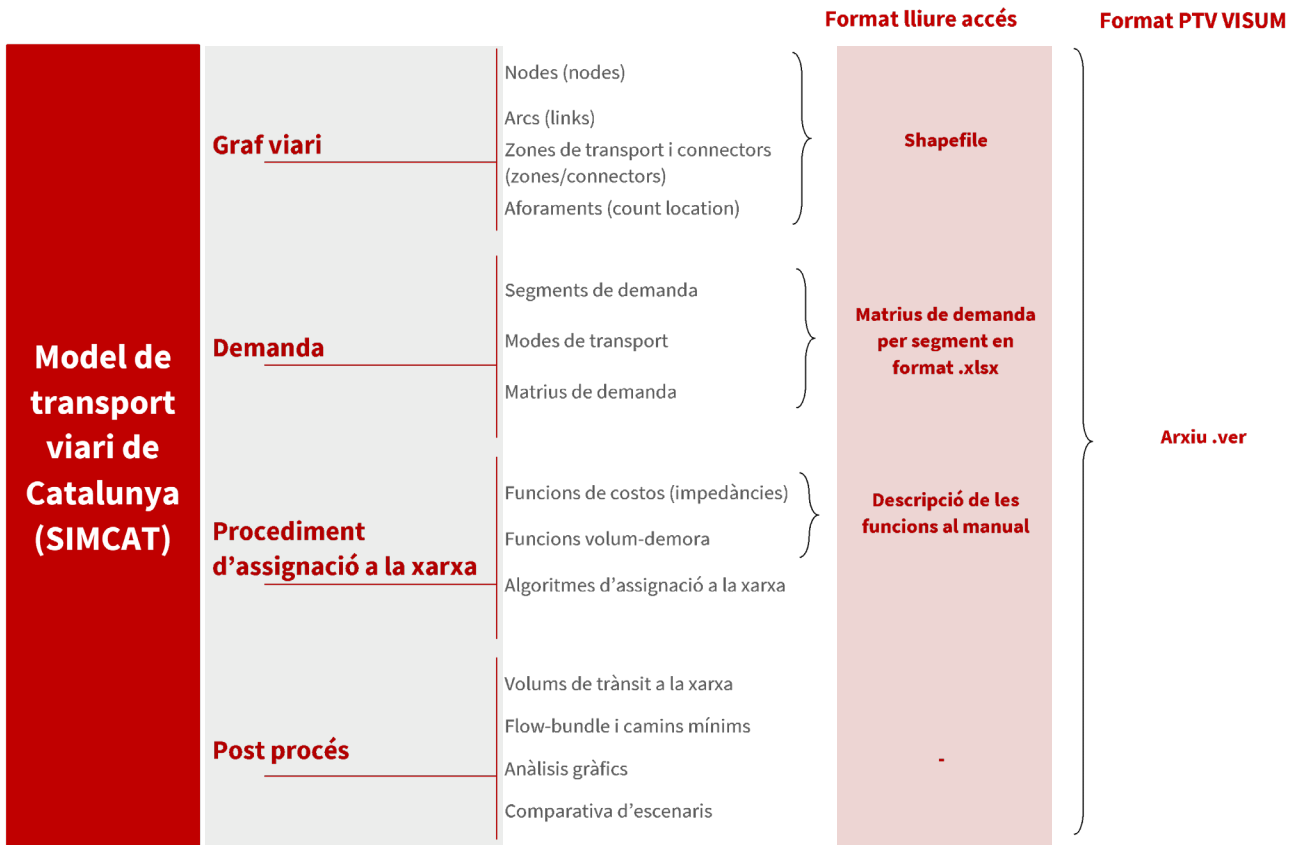 Format lliure accés
Format PTV VISUM
Model de
transport
viari de
Catalunya
(SIMCAT)
Graf viari
Nodes (nodes)
Arcs (links)
Zones de transport i connectors
(zones/connectors)
Aforaments (count location)
Shapefile
Demanda
Segments de demanda
Modes de transport
Matrius de demanda
Matrius de demanda
per segment en
format .xlsx
Procediment
d’assignació a la xarxa
Funcions de costos (impedàncies)
Funcions volum-demora
Algoritmes d’assignació a la xarxa
Descripció de les
funcions al manual
Post procés
Volums de trànsit a la xarxa
Flow-bundle i camins mínims
Anàlisis gràfics
Comparativa d’escenaris
-
Arxiu .ver